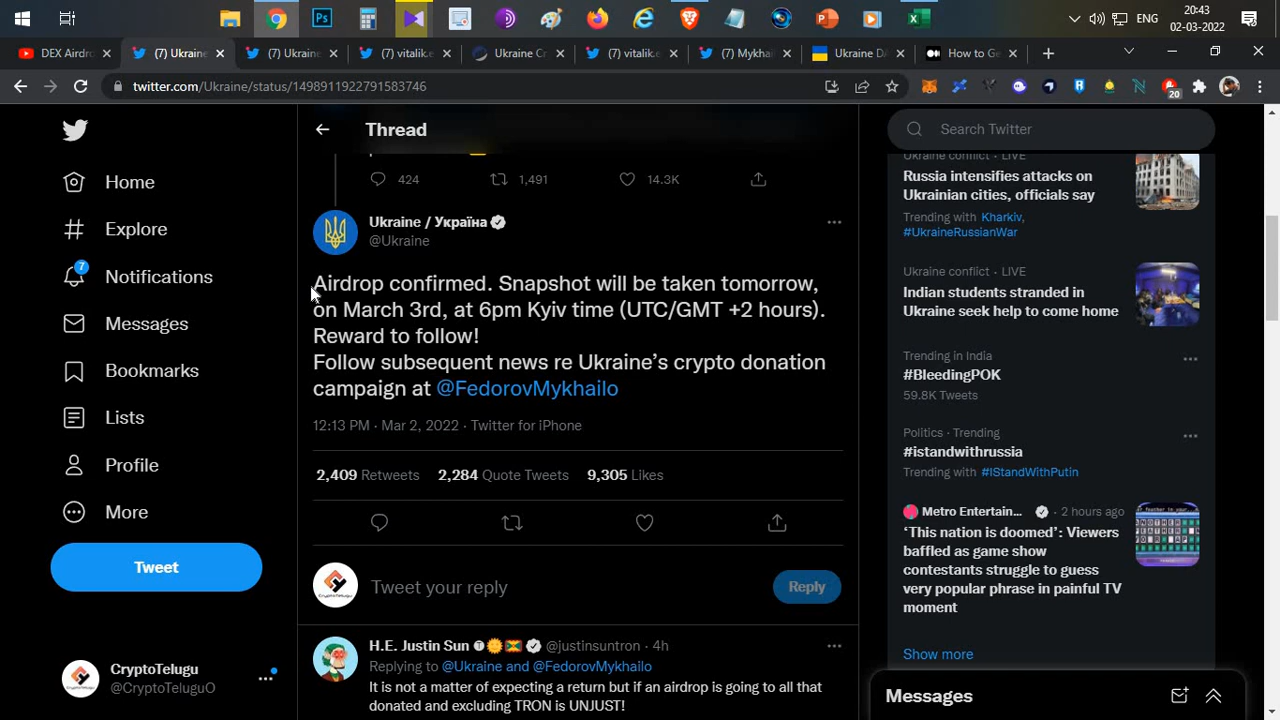 20:43
ENG
02-03-2022
DEX Airdro
(7) Ukraine
(7) Ukraine
(7) vitalik.e
Ukraine Cr
(7) vitalik.e
(7) Mykhai
Ukraine DA
How to Ge
twitter.com/Ukraine/status/1498911922791583746
20
Home
Explore
7
Notifications
Messages
Bookmarks
Lists
Profile
More
Tweet
CryptoTelugu
@CryptoTeluguO
Thread
424
1,491
14.3K
Ukraine / Україна
@Ukraine
Airdrop confirmed. Snapshot will be taken tomorrow,
on March 3rd, at 6pm Kyiv time (UTC/GMT +2 hours).
Reward to follow!
Follow subsequent news re Ukraine’s crypto donation
campaign at @FedorovMykhailo
12:13 PM · Mar 2, 2022 · Twitter for iPhone
2,409 Retweets 2,284 Quote Tweets 9,305 Likes
Tweet your reply
Reply
H.E. Justin Sun @justinsuntron · 4h
Replying to @Ukraine and @FedorovMykhailo
It is not a matter of expecting a return but if an airdrop is going to all that
donated and excluding TRON is UNJUST!
Search Twitter
Ukraine conflict · LIVE
Russia intensifies attacks on
Ukrainian cities, officials say
Trending with Kharkiv,
#UkraineRussianWar
Ukraine conflict · LIVE
Indian students stranded in
Ukraine seek help to come home
Trending in India
#BleedingPOK
59.8K Tweets
Politics · Trending
#istandwithrussia
Trending with #IStandWithPutin
Metro Entertain... · 2 hours ago
‘This nation is doomed’: Viewers
baffled as game show
contestants struggle to guess
very popular phrase in painful TV
moment
Show more
Messages